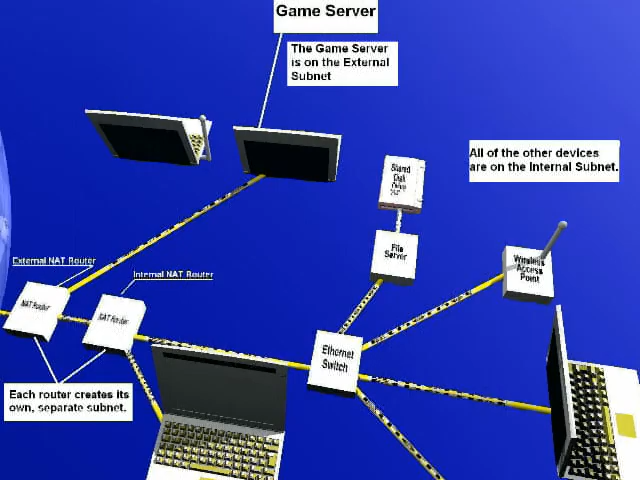 Game Server
The Game Server
is on the External
Subnet
All of the other devices
are on the Internal Subnet.
Shared
Disk
File
Server
Wireless
Access
Point
External NAT Router
Internal NAT Router
NAT Router
NAT Router
Ethernet
Switch
Each router creates its
own, separate subnet.